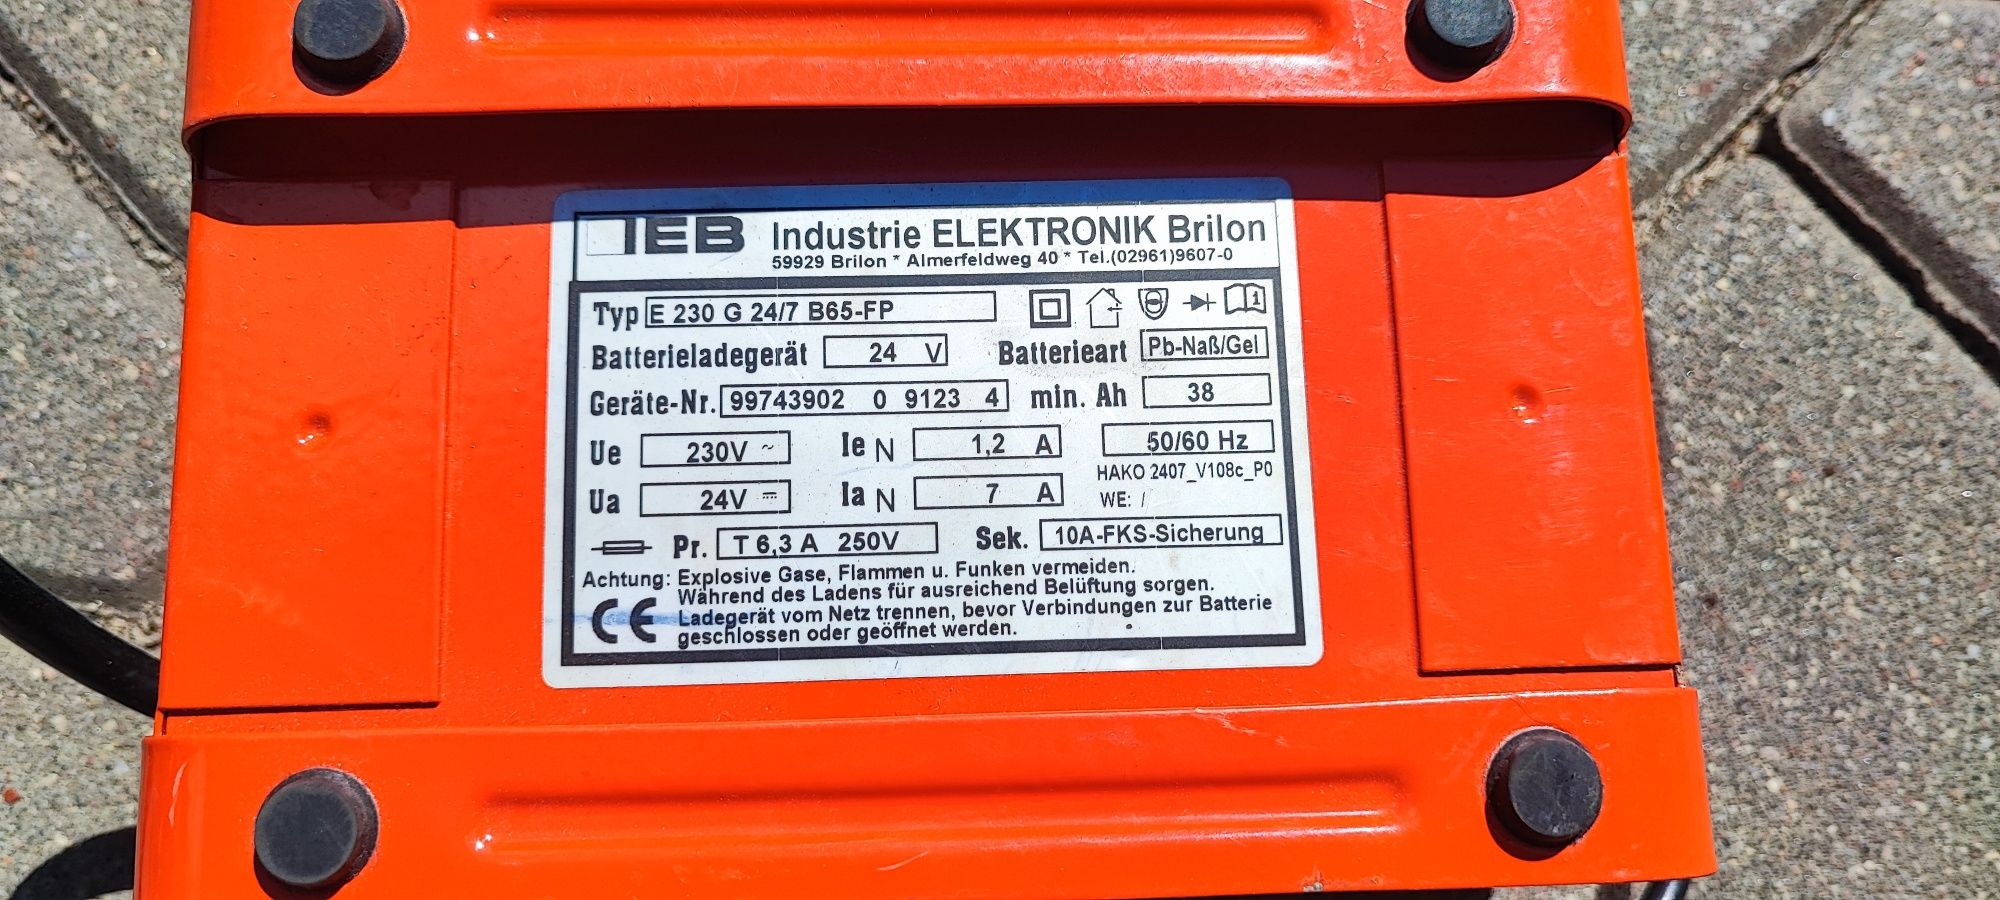 IEB Industrie ELEKTRONIK Brilon
59929 Brilon * Almerfeldweg 40 * Tel.(02961)9607-0
Typ E 230 G 24/7 B65-FP
Batterieladegerät 24 V Batterieart Pb-Naß/Gel
Geräte-Nr. 99743902 0 9123 4 min. Ah 38
Ue 230V ~ Ie N 1,2 A 50/60 Hz
HAKO 2407_V108c_P0
Ua 24V ⎓ Ia N 7 A WE: /
Pr. T 6,3 A 250V Sek. 10A-FKS-Sicherung
Achtung: Explosive Gase, Flammen u. Funken vermeiden.
Während des Ladens für ausreichend Belüftung sorgen.
CE Ladegerät vom Netz trennen, bevor Verbindungen zur Batterie
geschlossen oder geöffnet werden.